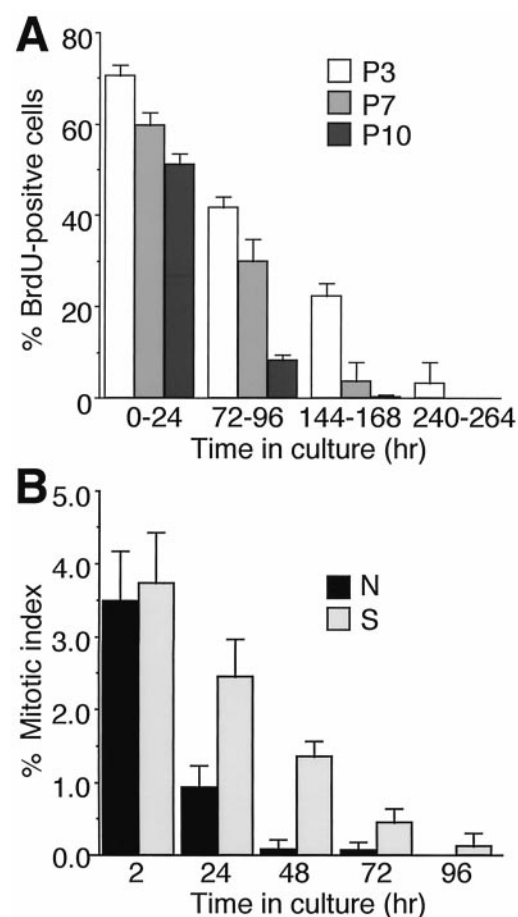 A
80
60
40
20
0
% BrdU-positve cells
P3
P7
P10
0-24 72-96 144-168 240-264
Time in culture (hr)
B
5.0
4.0
3.0
2.0
1.0
0.0
% Mitotic index
N
S
2 24 48 72 96
Time in culture (hr)